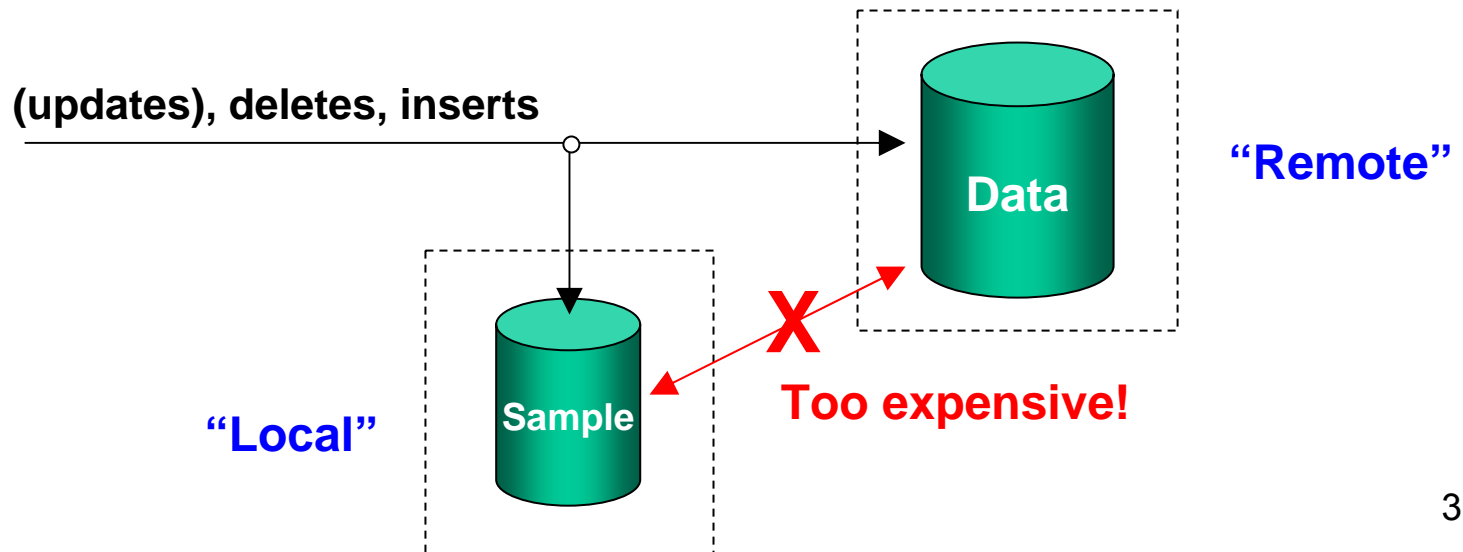 (updates), deletes, inserts
Data
“Remote”
X
Too expensive!
Sample
“Local”
3